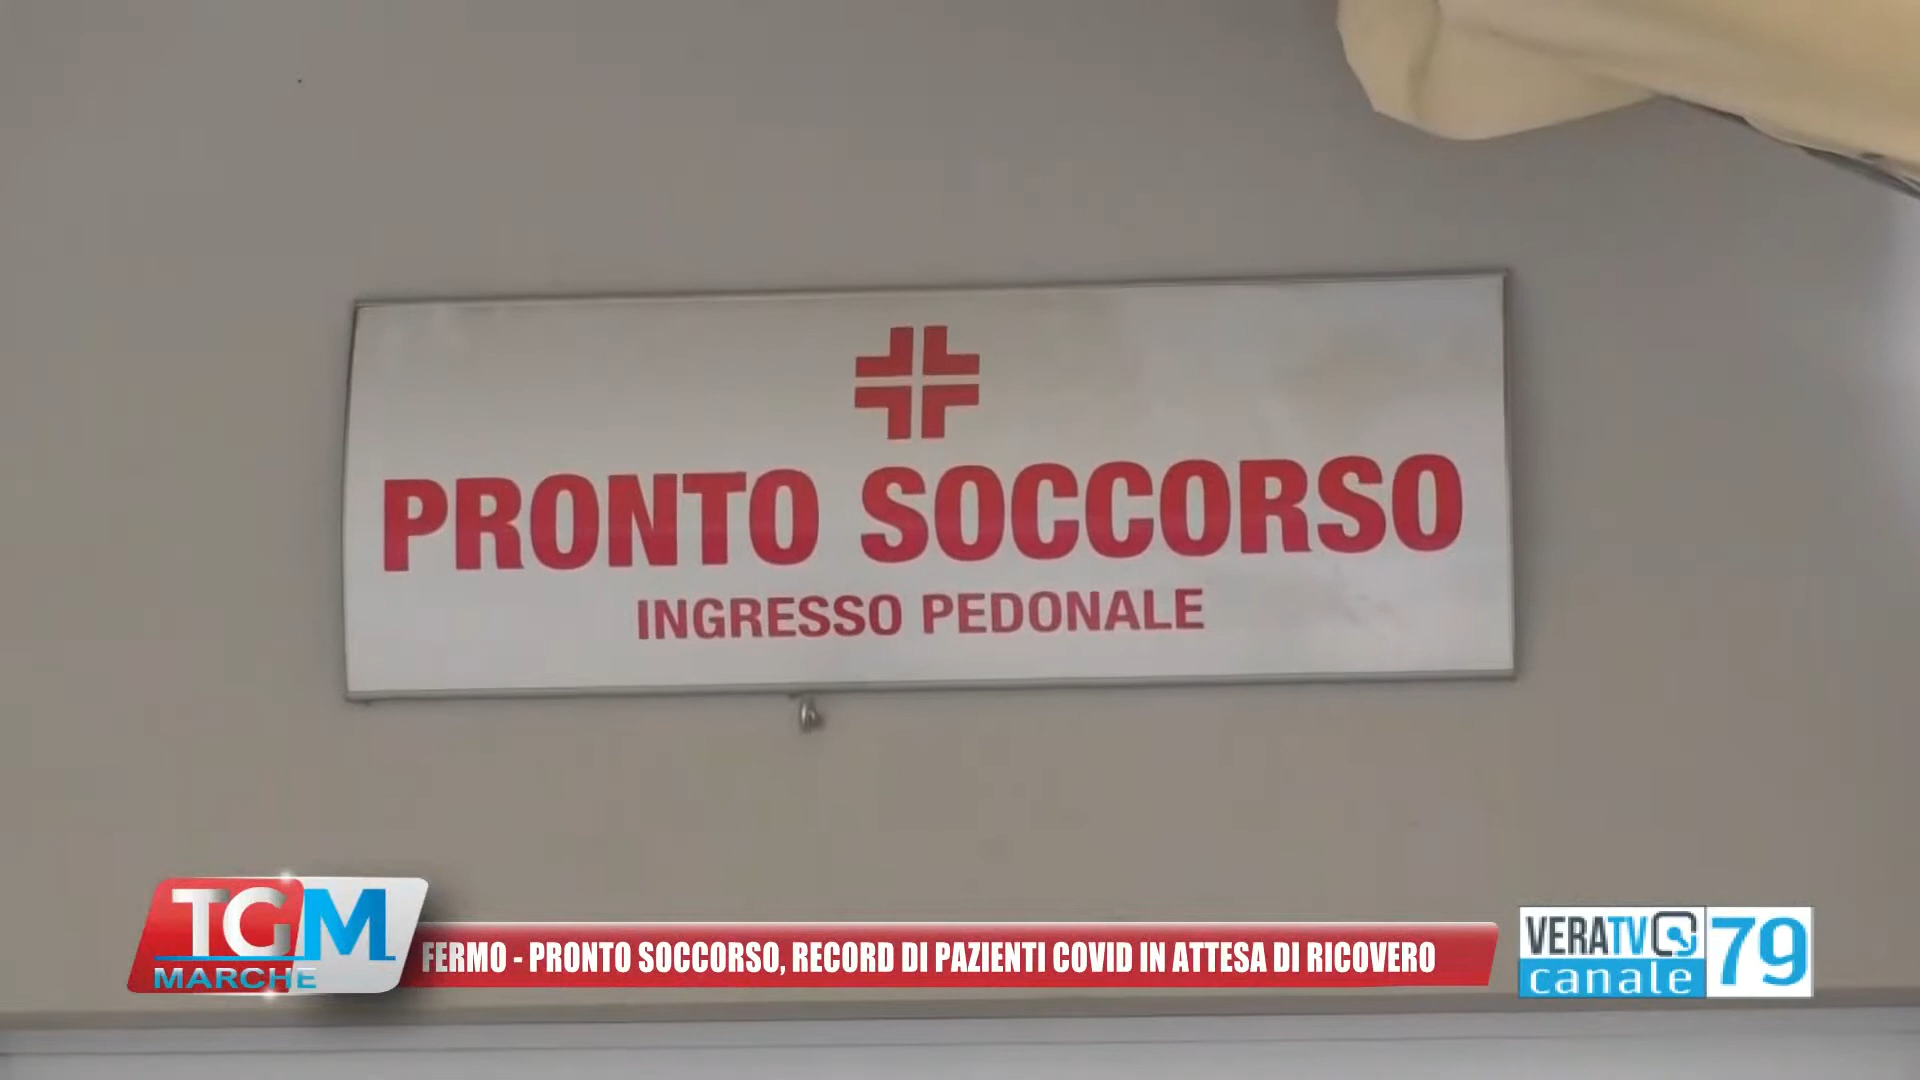 PRONTO SOCCORSO
INGRESSO PEDONALE
TGM
MARCHE
FERMO - PRONTO SOCCORSO, RECORD DI PAZIENTI COVID IN ATTESA DI RICOVERO
VERATV
canale
79